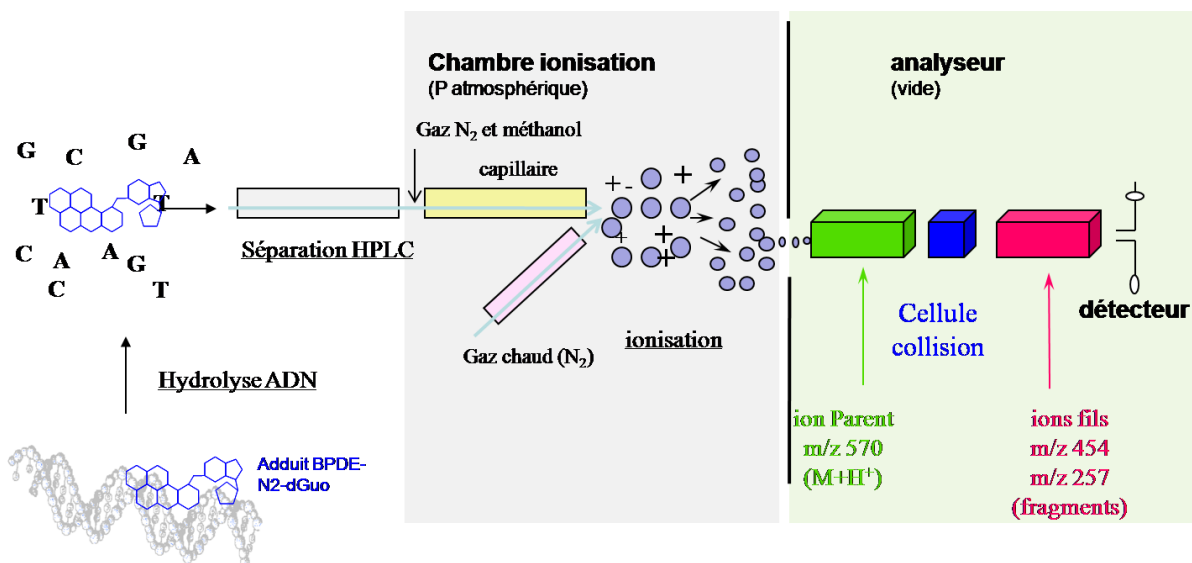 Chambre ionisation
(P atmosphérique)
analyseur
(vide)
Gaz N₂ et méthanol
capillaire
G
C
G
A
T
T
C
A
A
G
C
T
Séparation HPLC
+ -
+
+
+
+
Gaz chaud (N₂)
ionisation
Cellule
collision
détecteur
Hydrolyse ADN
Adduit BPDE-
N2-dGuo
ion Parent
m/z 570
(M+H⁺)
ions fils
m/z 454
m/z 257
(fragments)